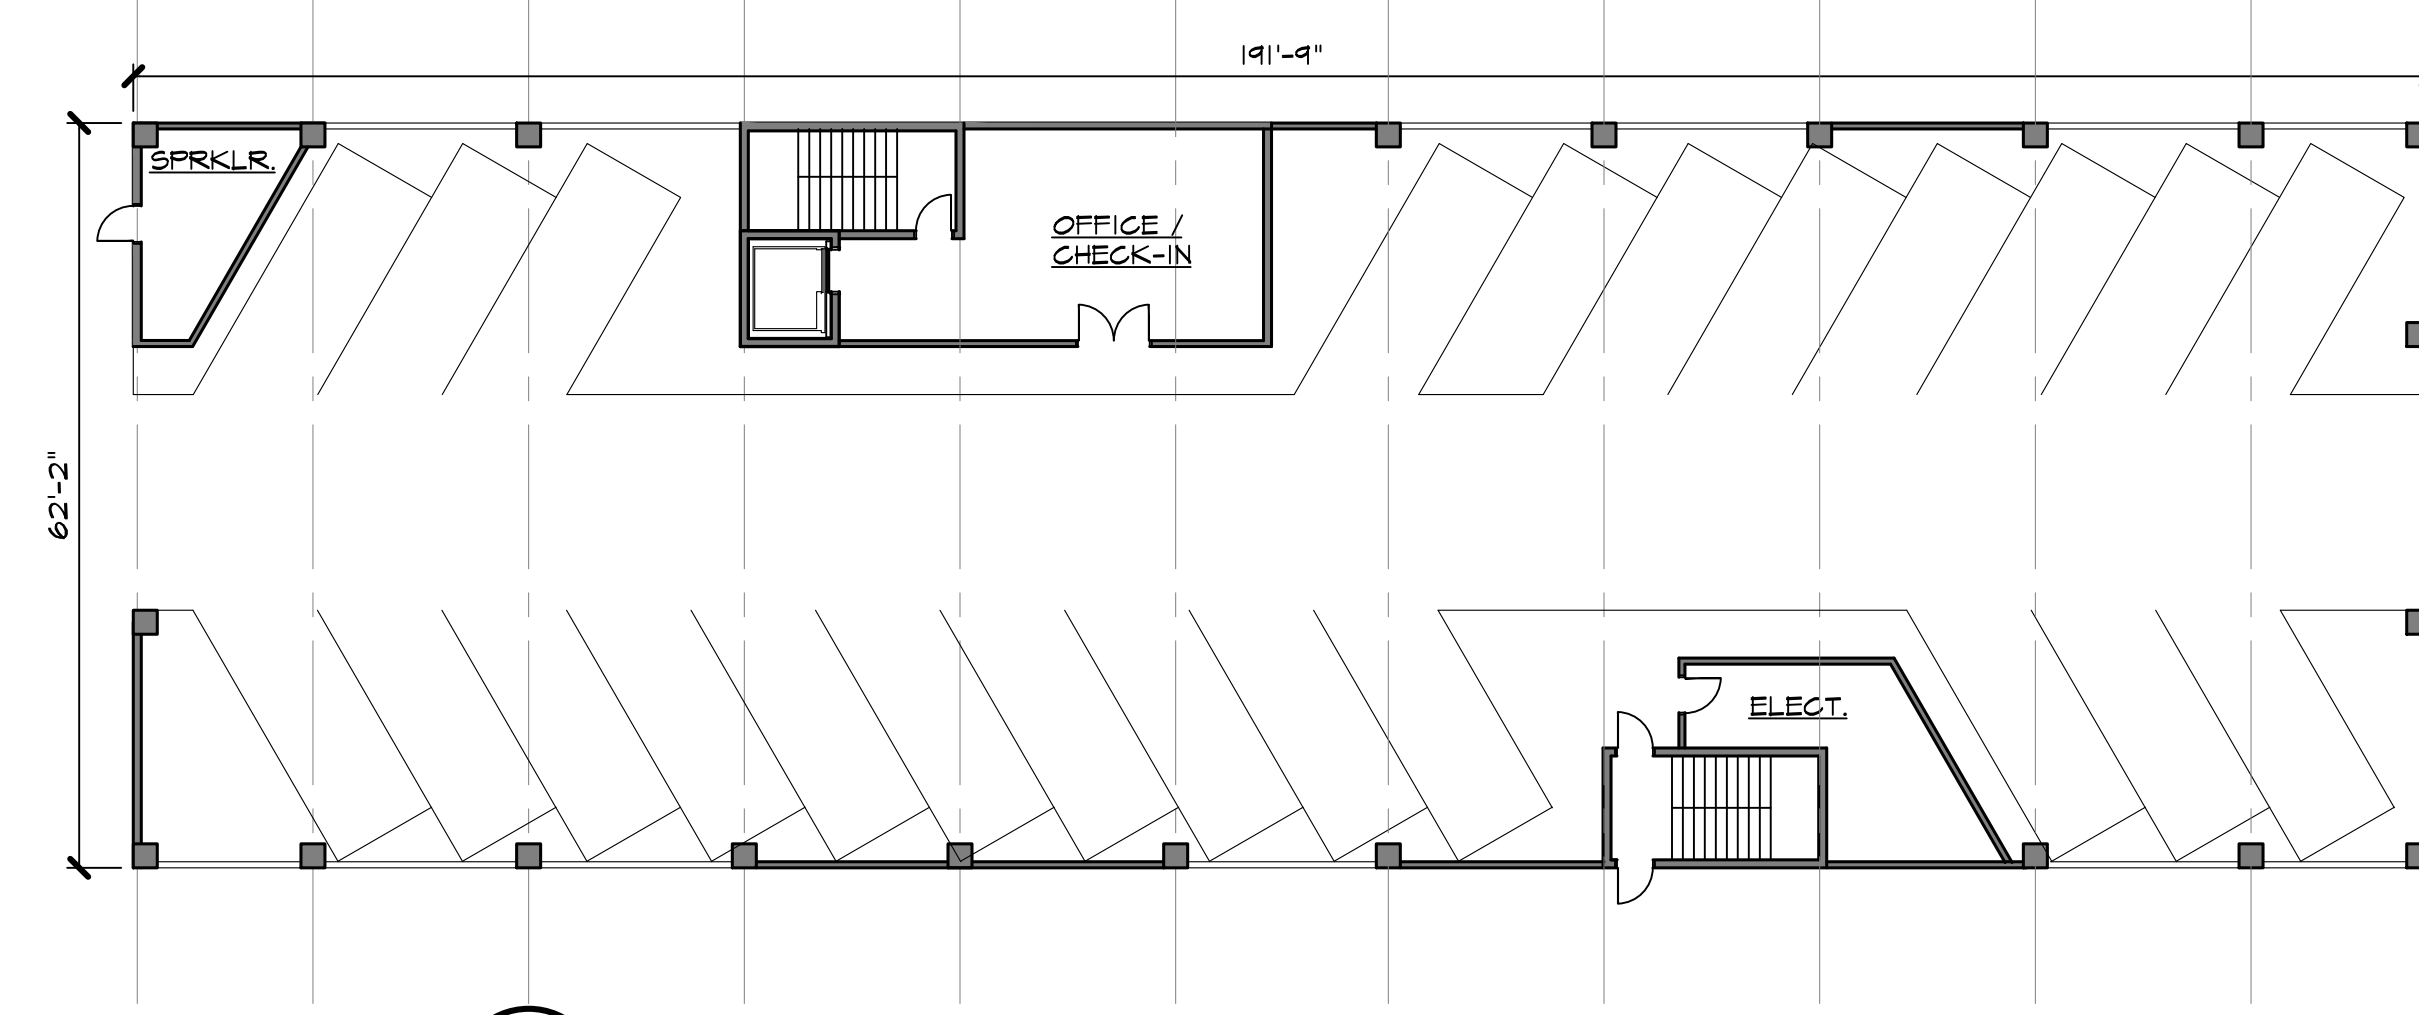 191'-9"
SPRKLR.
OFFICE /
CHECK-IN
62'-2"
ELECT.